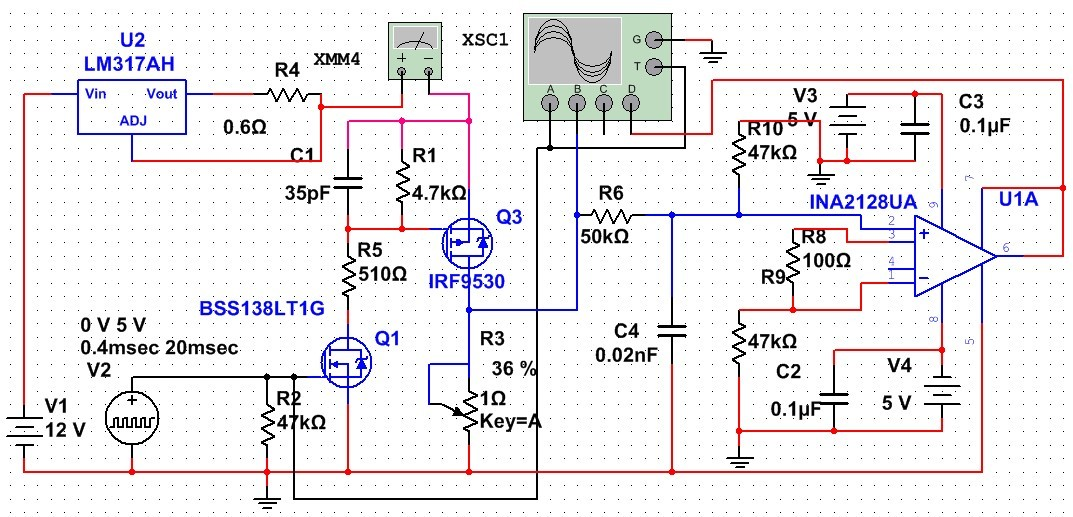 U2
LM317AH
Vin
Vout
ADJ
R4
0.6Ω
XMM4
+
−
XSC1
G
T
A
B
C
D
C1
35pF
R1
4.7kΩ
R5
510Ω
Q3
IRF9530
BSS138LT1G
Q1
0 V 5 V
0.4msec 20msec
V2
+
V1
12 V
R2
47kΩ
R3
36 %
1Ω
Key=A
R6
50kΩ
C4
0.02nF
R10
47kΩ
V3
5 V
C3
0.1µF
INA2128UA
U1A
2
3
4
1
+
−
9
7
6
8
5
R8
100Ω
R9
47kΩ
C2
0.1µF
V4
5 V